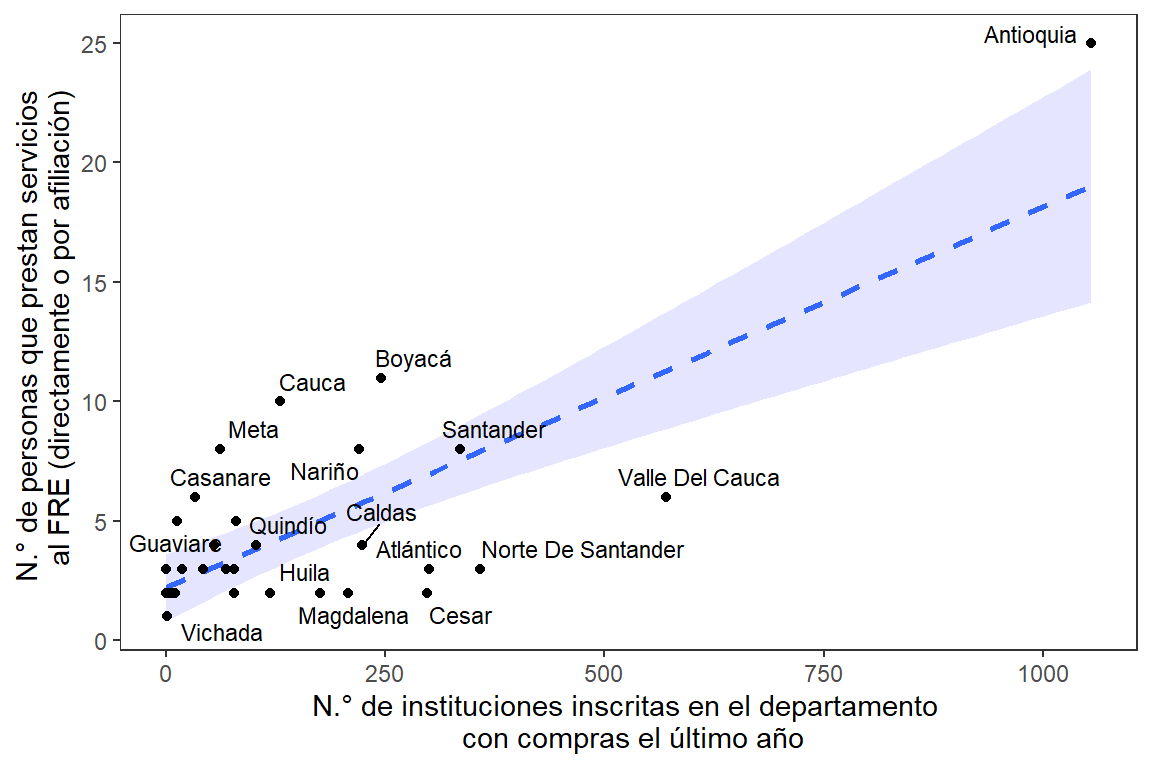 N.° de personas que prestan servicios
al FRE (directamente o por afiliación)
25
20
15
10
5
0
Antioquia
Boyacá
Cauca
Meta
Santander
Nariño
Casanare
Valle Del Cauca
Caldas
Quindío
Guaviare
Atlántico
Norte De Santander
Huila
Magdalena
Cesar
Vichada
0
250
500
750
1000
N.° de instituciones inscritas en el departamento
con compras el último año